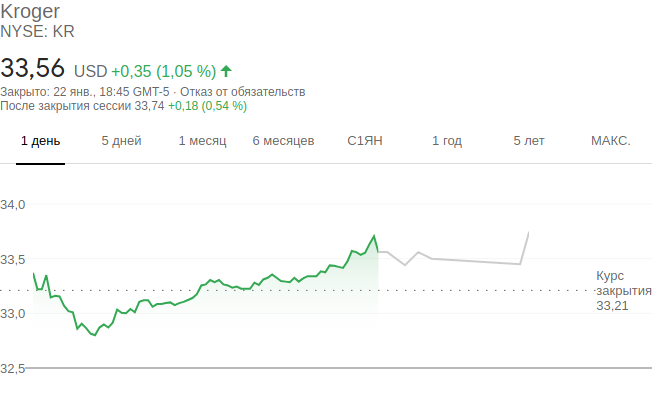 Kroger
NYSE: KR
33,56 USD +0,35 (1,05 %)
Закрыто: 22 янв., 18:45 GMT-5 · Отказ от обязательств
После закрытия сессии 33,74 +0,18 (0,54 %)
1 день 5 дней 1 месяц 6 месяцев С1ЯН 1 год 5 лет МАКС.
34,0
33,5
Курс
закрытия
33,21
33,0
32,5